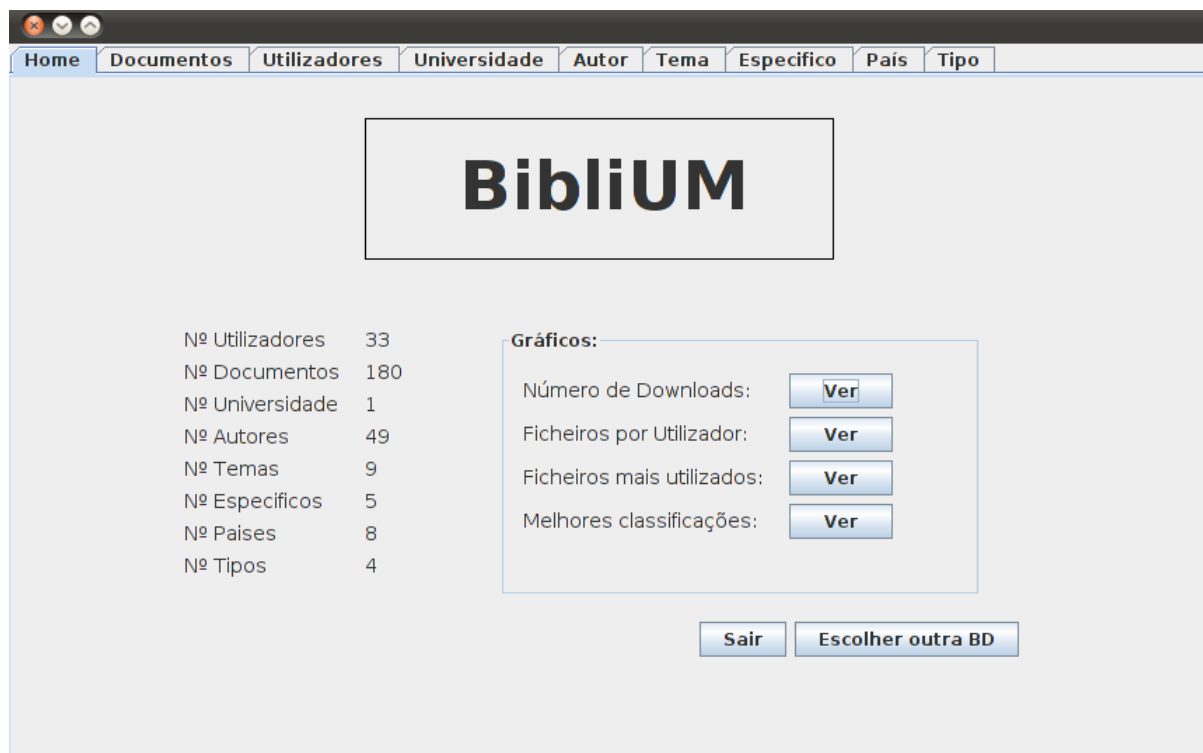 Home Documentos Utilizadores Universidade Autor Tema Especifico País Tipo
BibliUM
Nº Utilizadores 33
Nº Documentos 180
Nº Universidade 1
Nº Autores 49
Nº Temas 9
Nº Especificos 5
Nº Paises 8
Nº Tipos 4
Gráficos:
Número de Downloads: Ver
Ficheiros por Utilizador: Ver
Ficheiros mais utilizados: Ver
Melhores classificações: Ver
Sair Escolher outra BD